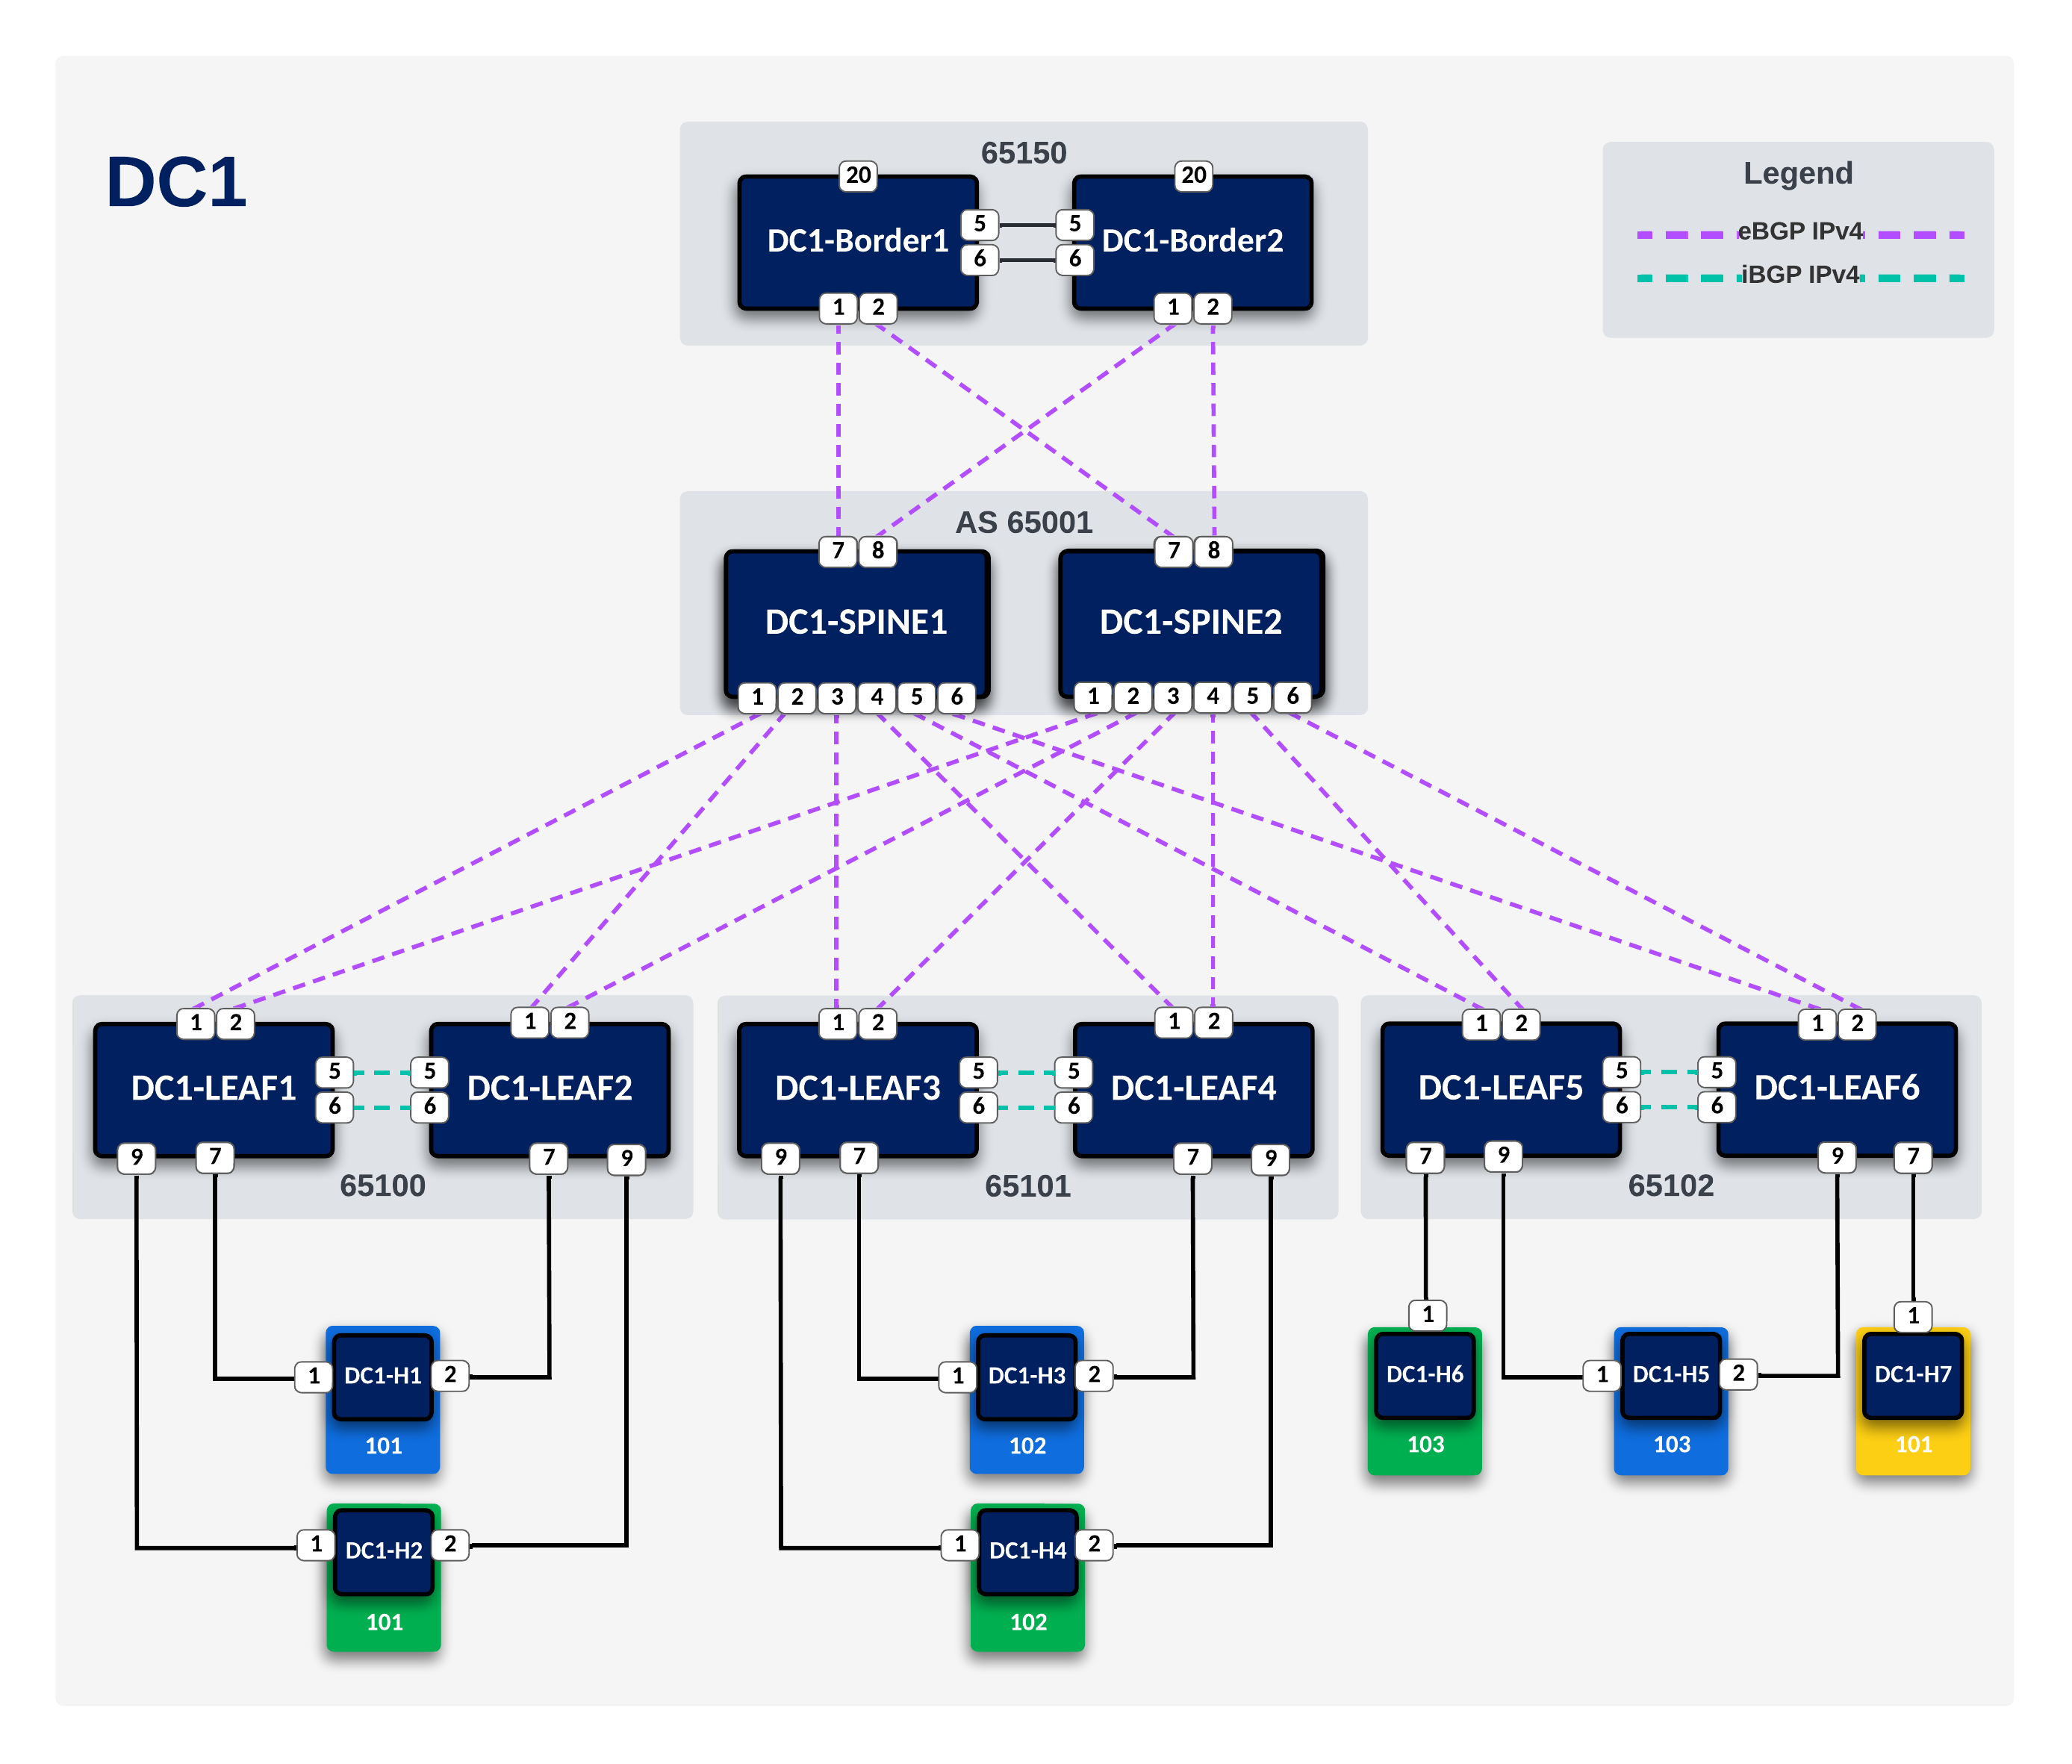 DC1
65150
20 20
DC1-Border1 5 5 DC1-Border2
6 6
1 2 1 2
Legend
eBGP IPv4
iBGP IPv4
AS 65001
7 8 7 8
DC1-SPINE1 DC1-SPINE2
1 2 3 4 5 6 1 2 3 4 5 6
1 2 1 2 1 2 1 2 1 2 1 2
5 5 5 5 5 5
DC1-LEAF1 DC1-LEAF2 DC1-LEAF3 DC1-LEAF4 DC1-LEAF5 DC1-LEAF6
6 6 6 6 6 6
9 7 7 9 9 7 7 9 7 9 9 7
65100 65101 65102
1 1
1 DC1-H1 2 1 DC1-H3 2 DC1-H6 1 DC1-H5 2 DC1-H7
101 102 103 103 101
1 DC1-H2 2 1 DC1-H4 2
101 102